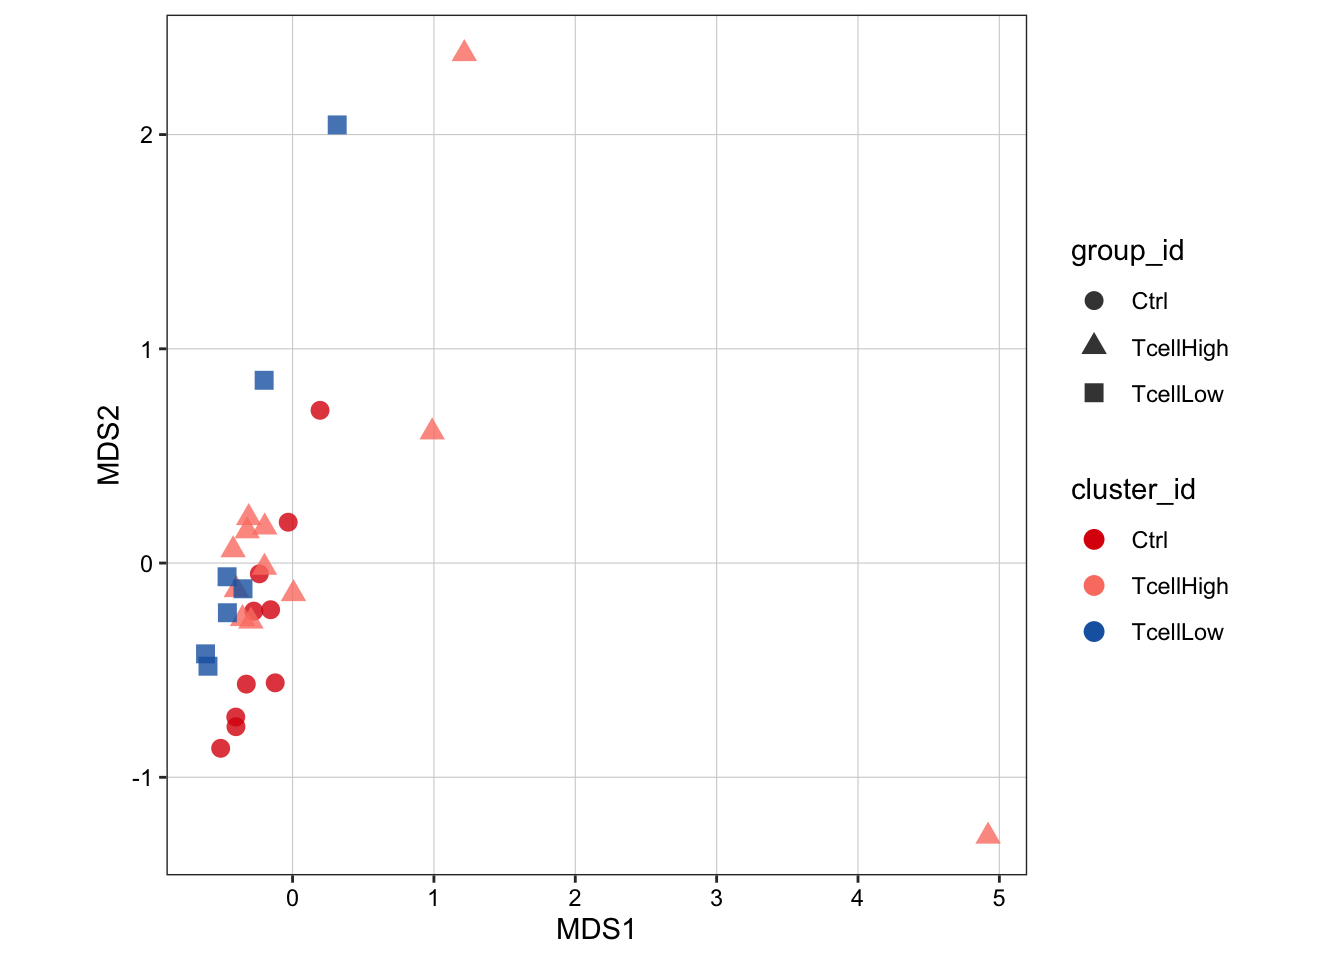 2
1
0
-1
MDS2
0
1
2
3
4
5
MDS1
group_id
Ctrl
TcellHigh
TcellLow
cluster_id
Ctrl
TcellHigh
TcellLow